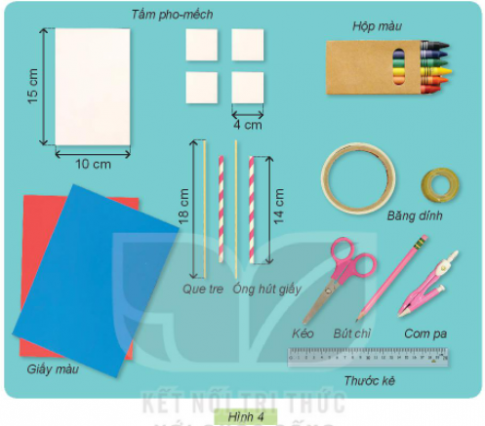 Tấm pho-mếch
Hộp màu
15 cm
10 cm
4 cm
18 cm
14 cm
Băng dính
Que tre
Ống hút giấy
Kéo
Bút chì
Com pa
Giấy màu
Thước kẻ
KẾT NỐI TRI THỨC
Hình 4